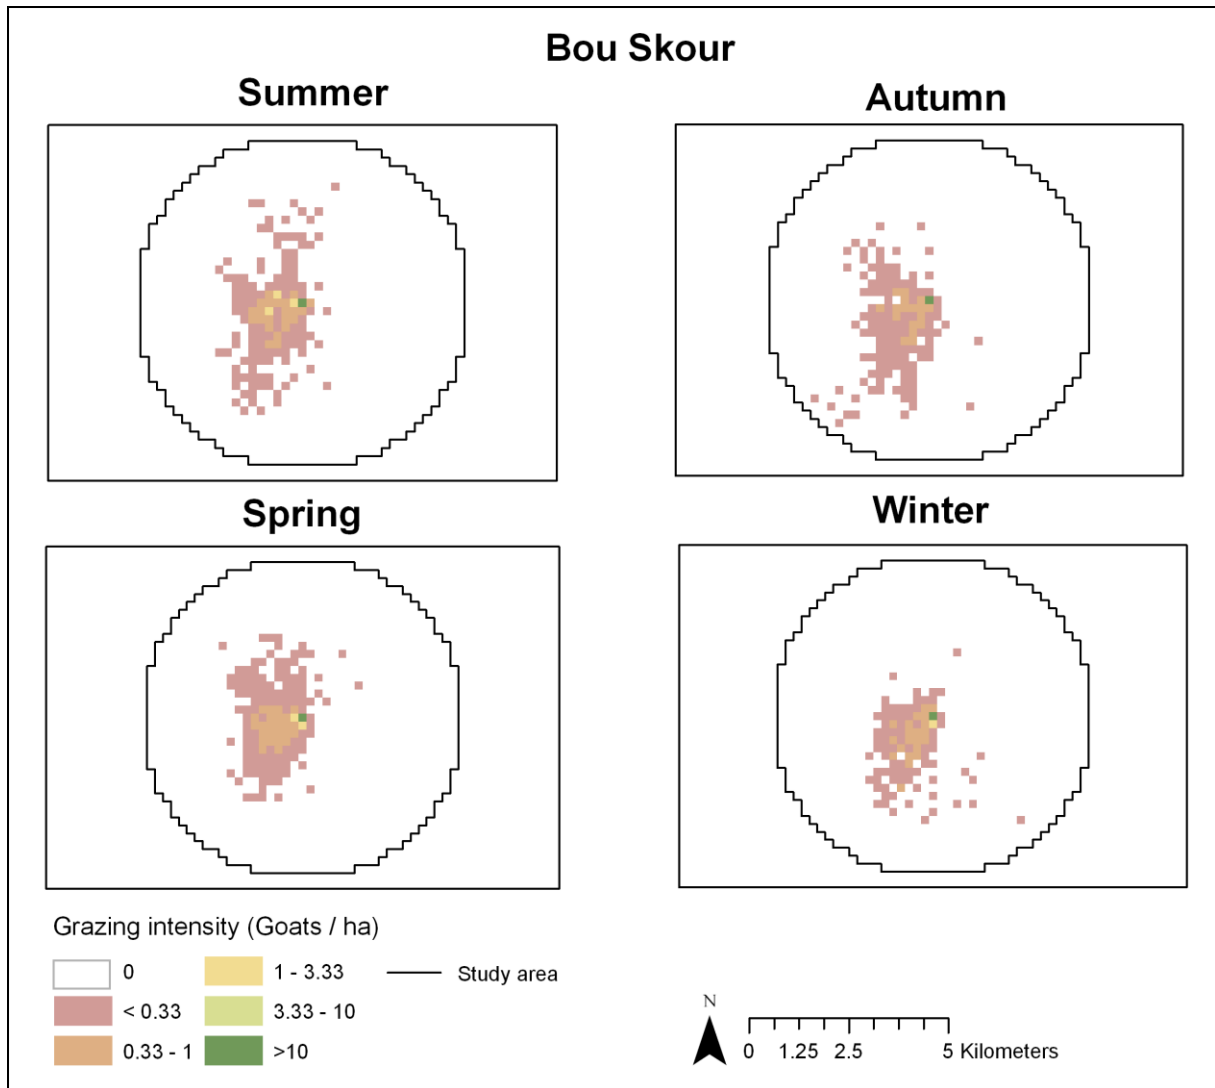 Bou Skour
Summer
Autumn
Spring
Winter
Grazing intensity (Goats / ha)
0
1 - 3.33
Study area
< 0.33
3.33 - 10
0.33 - 1
>10
N
0 1.25 2.5 5 Kilometers